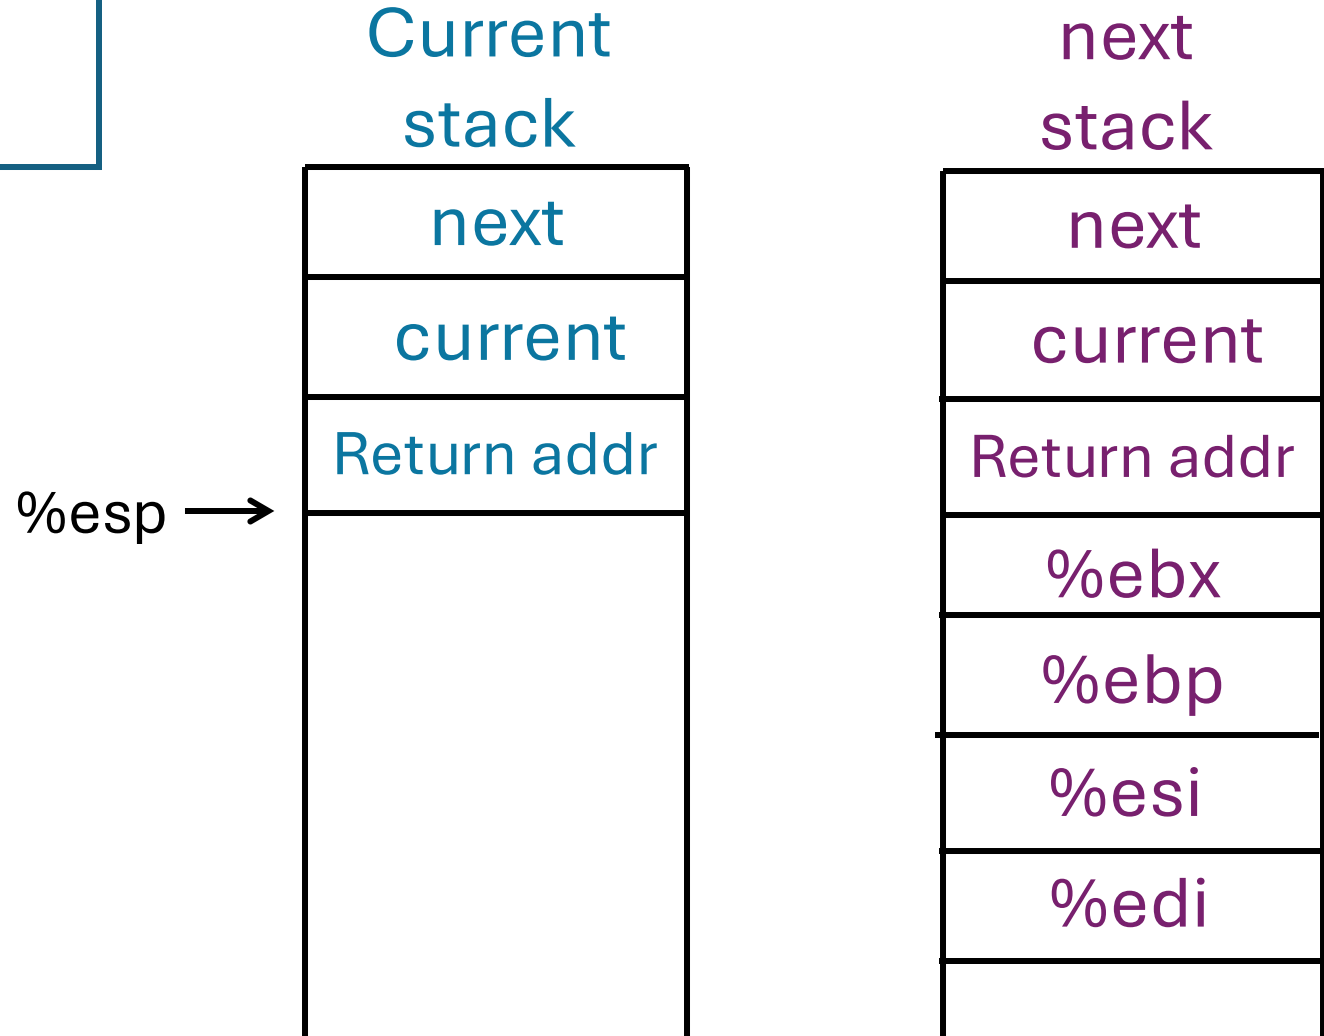 Current
stack
next
current
Return addr
%esp
next
stack
next
current
Return addr
%ebx
%ebp
%esi
%edi